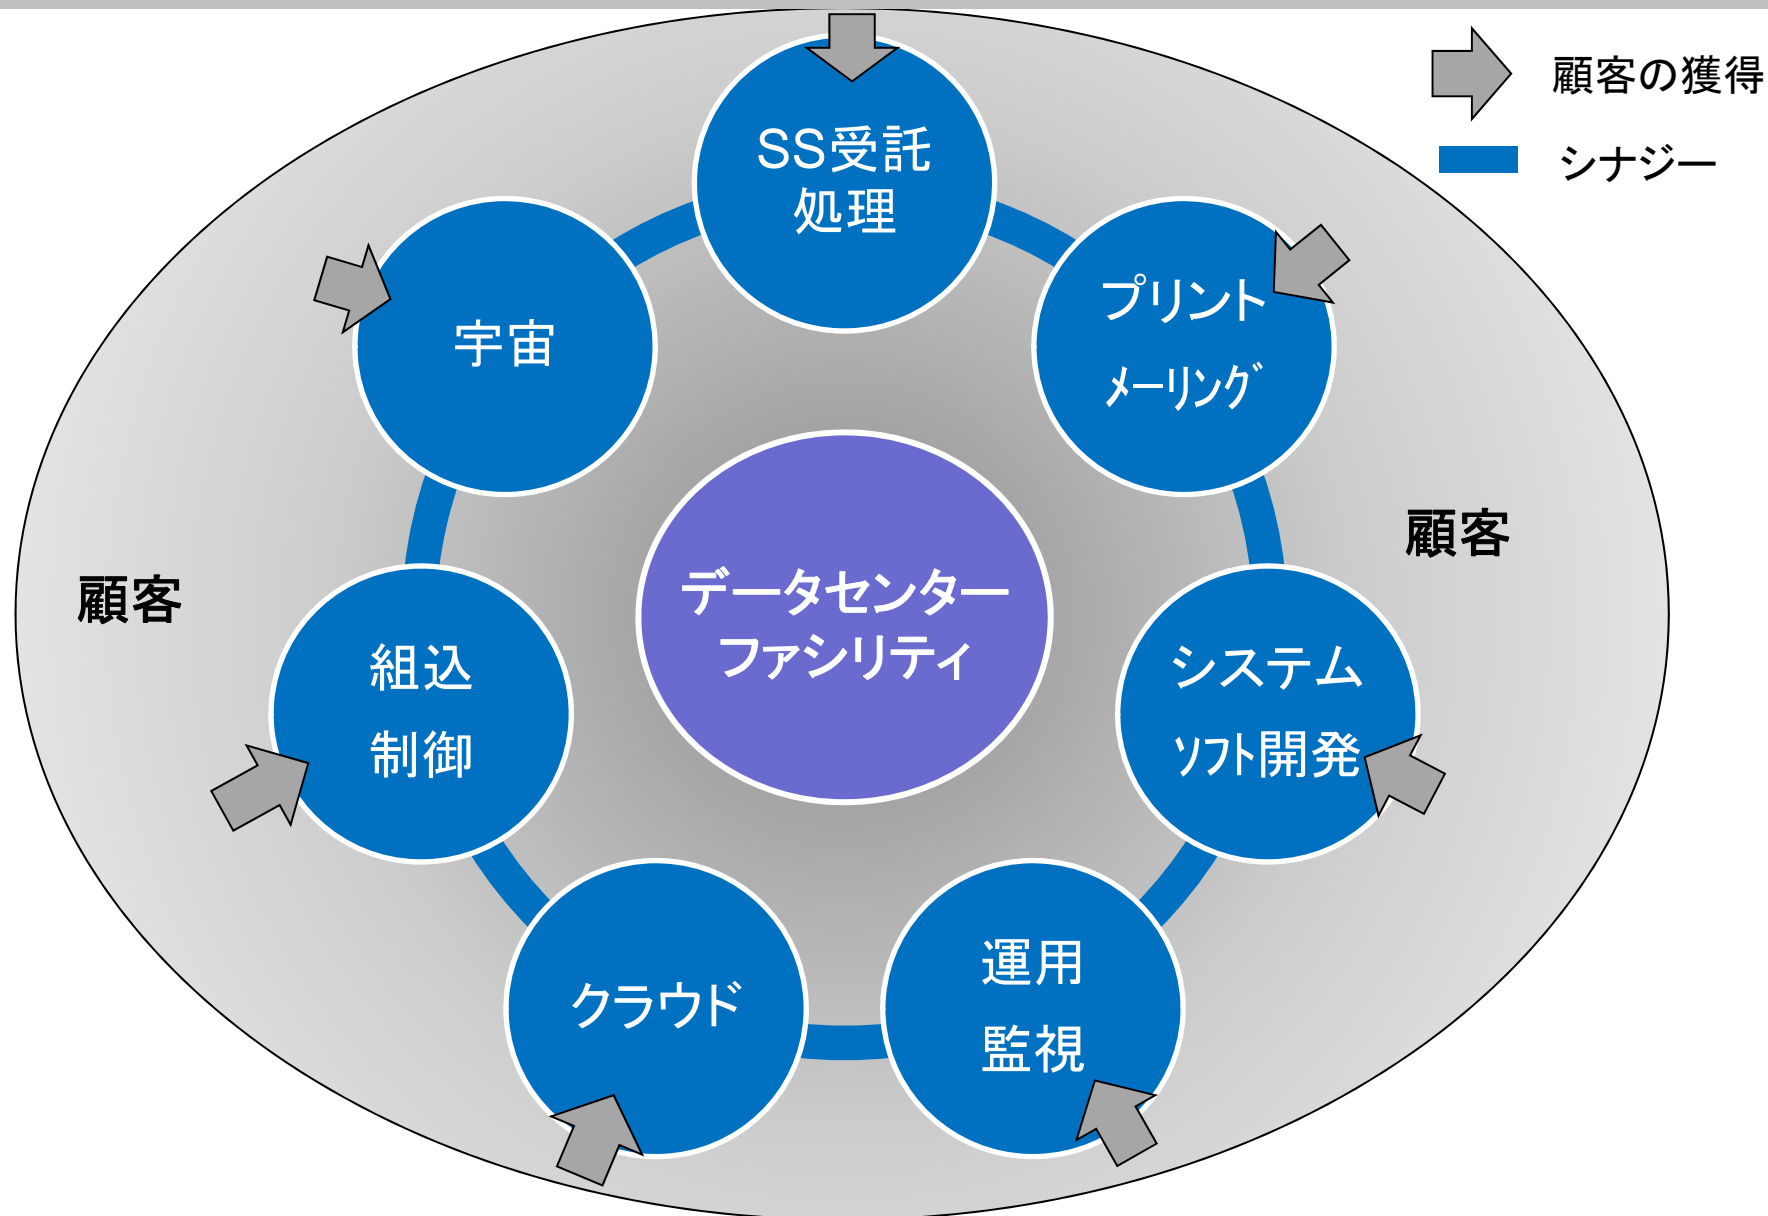 顧客の獲得
シナジー
SS受託
処理
プリント
ﾒｰﾘﾝｸﾞ
宇宙
顧客
顧客
データセンター
ファシリティ
組込
制御
システム
ｿﾌﾄ開発
クラウド
運用
監視